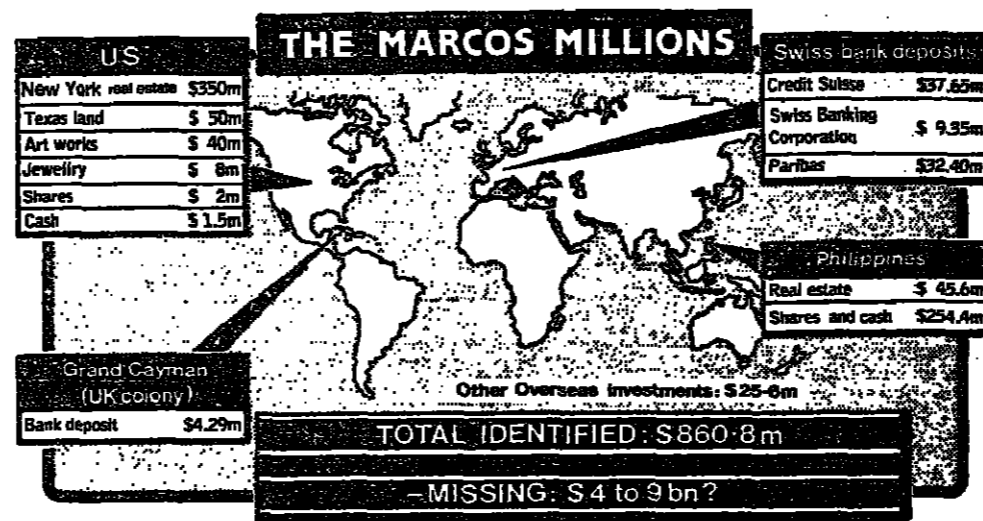 THE MARCOS MILLIONS
US
New York real estate $350m
Texas land $ 50m
Art works $ 40m
Jewellry $ 8m
Shares $ 2m
Cash $ 1.5m
Swiss bank deposits
Credit Suisse $37.65m
Swiss Banking
Corporation $ 9.35m
Paribas $32.40m
Philippines
Real estate $ 45.6m
Shares and cash $254.4m
Grand Cayman
(UK colony)
Bank deposit $4.29m
Other Overseas investments: $25·6m
TOTAL IDENTIFIED: $860·8m
–MISSING: $4 to 9bn?